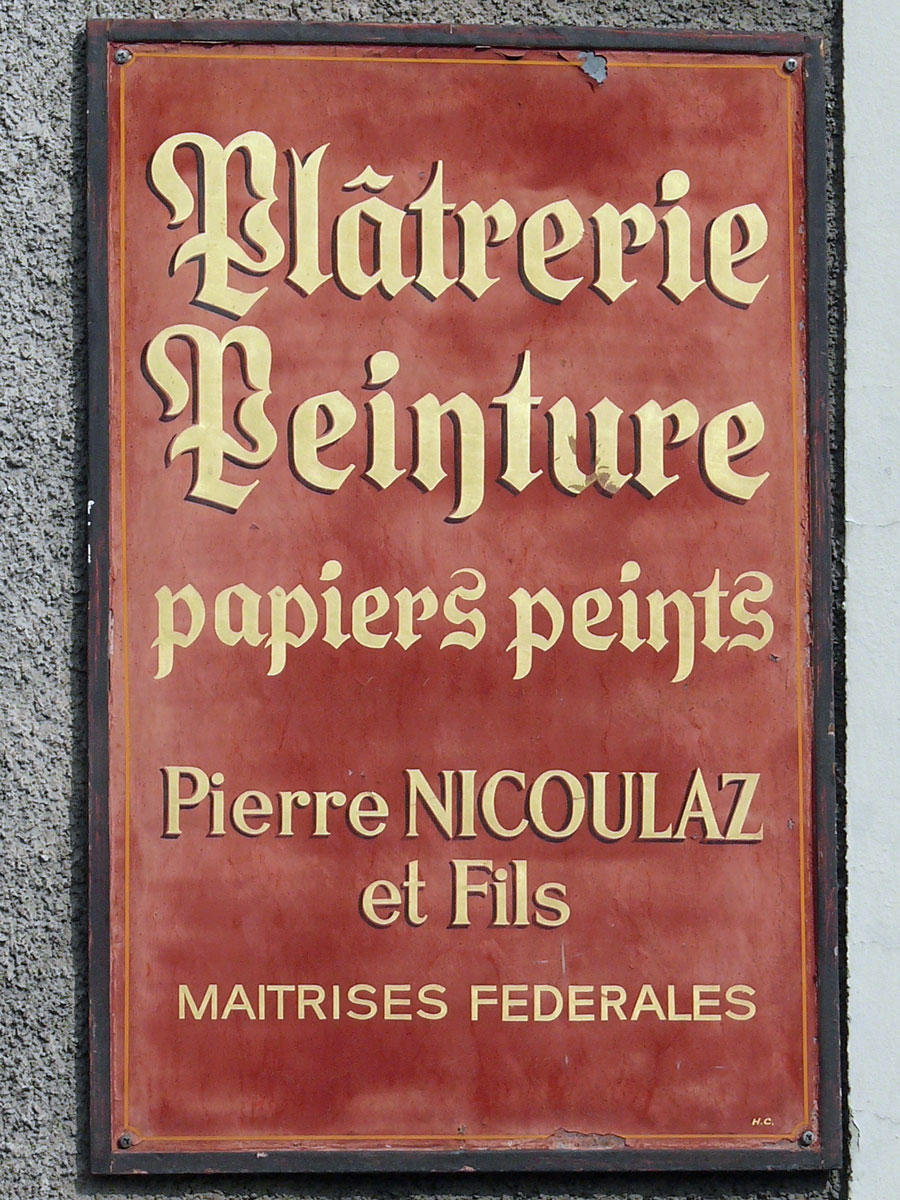 Plâtrerie
Peinture
papiers peints
Pierre NICOULAZ
et Fils
MAITRISES FEDERALES
H.C.